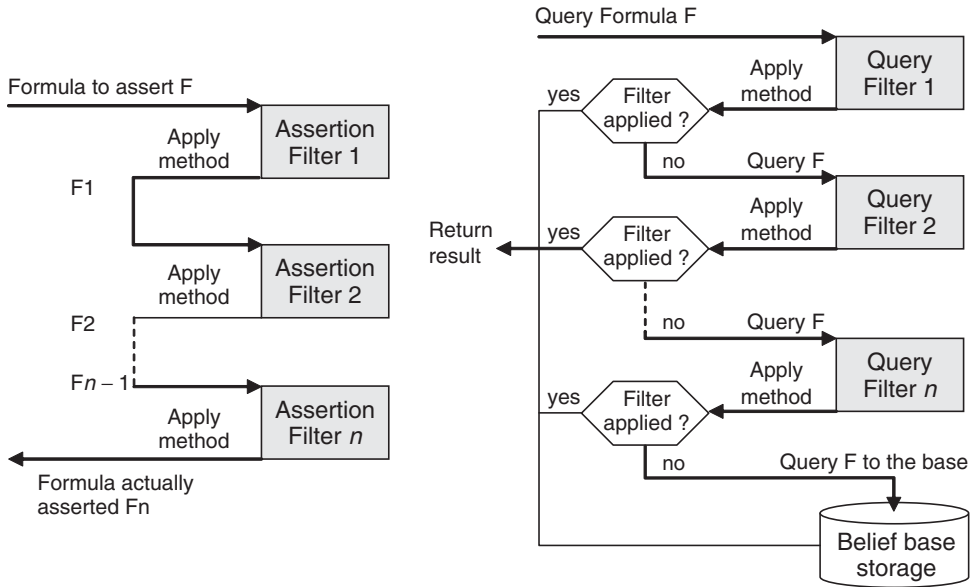 Formula to assert F
Assertion
Filter 1
Apply
method
F1
Assertion
Filter 2
Apply
method
F2
Fn – 1
Assertion
Filter n
Apply
method
Formula actually
asserted Fn
Query Formula F
Query
Filter 1
Apply
method
Filter
applied ?
yes
no
Query F
Query
Filter 2
Apply
method
Filter
applied ?
yes
Return
result
no
Query F
Query
Filter n
Apply
method
Filter
applied ?
yes
no
Query F to the base
Belief base
storage